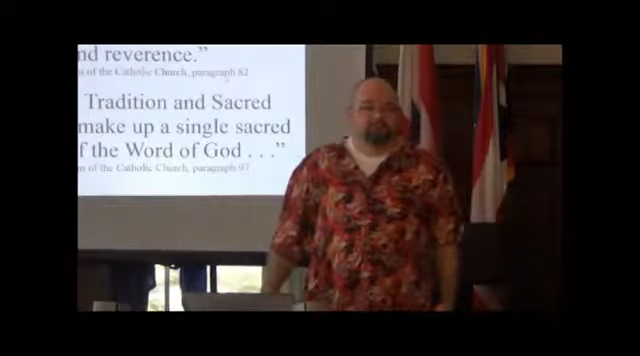 nd reverence.”
m of the Catholic Church, paragraph 82
Tradition and Sacred
make up a single sacred
f the Word of God . . .”
m of the Catholic Church, paragraph 97